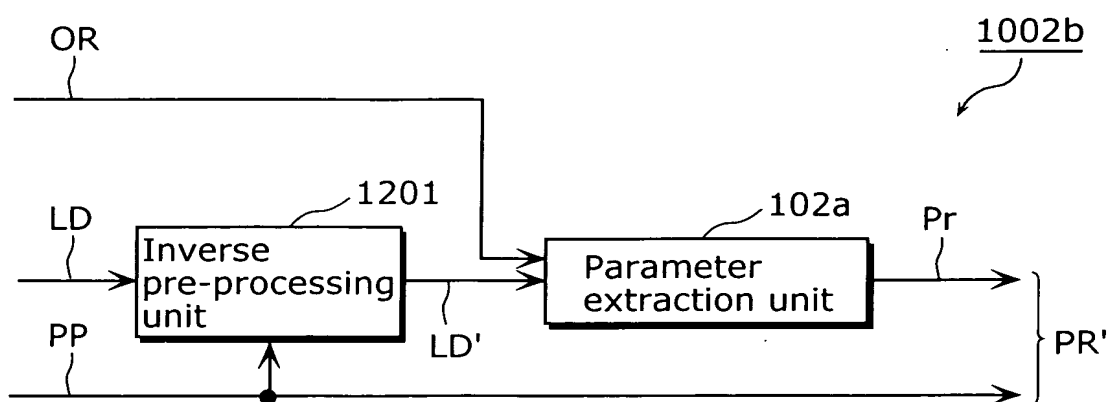 OR
1002b
LD
1201
Inverse
pre-processing
unit
LD'
102a
Parameter
extraction unit
Pr
PP
PR'